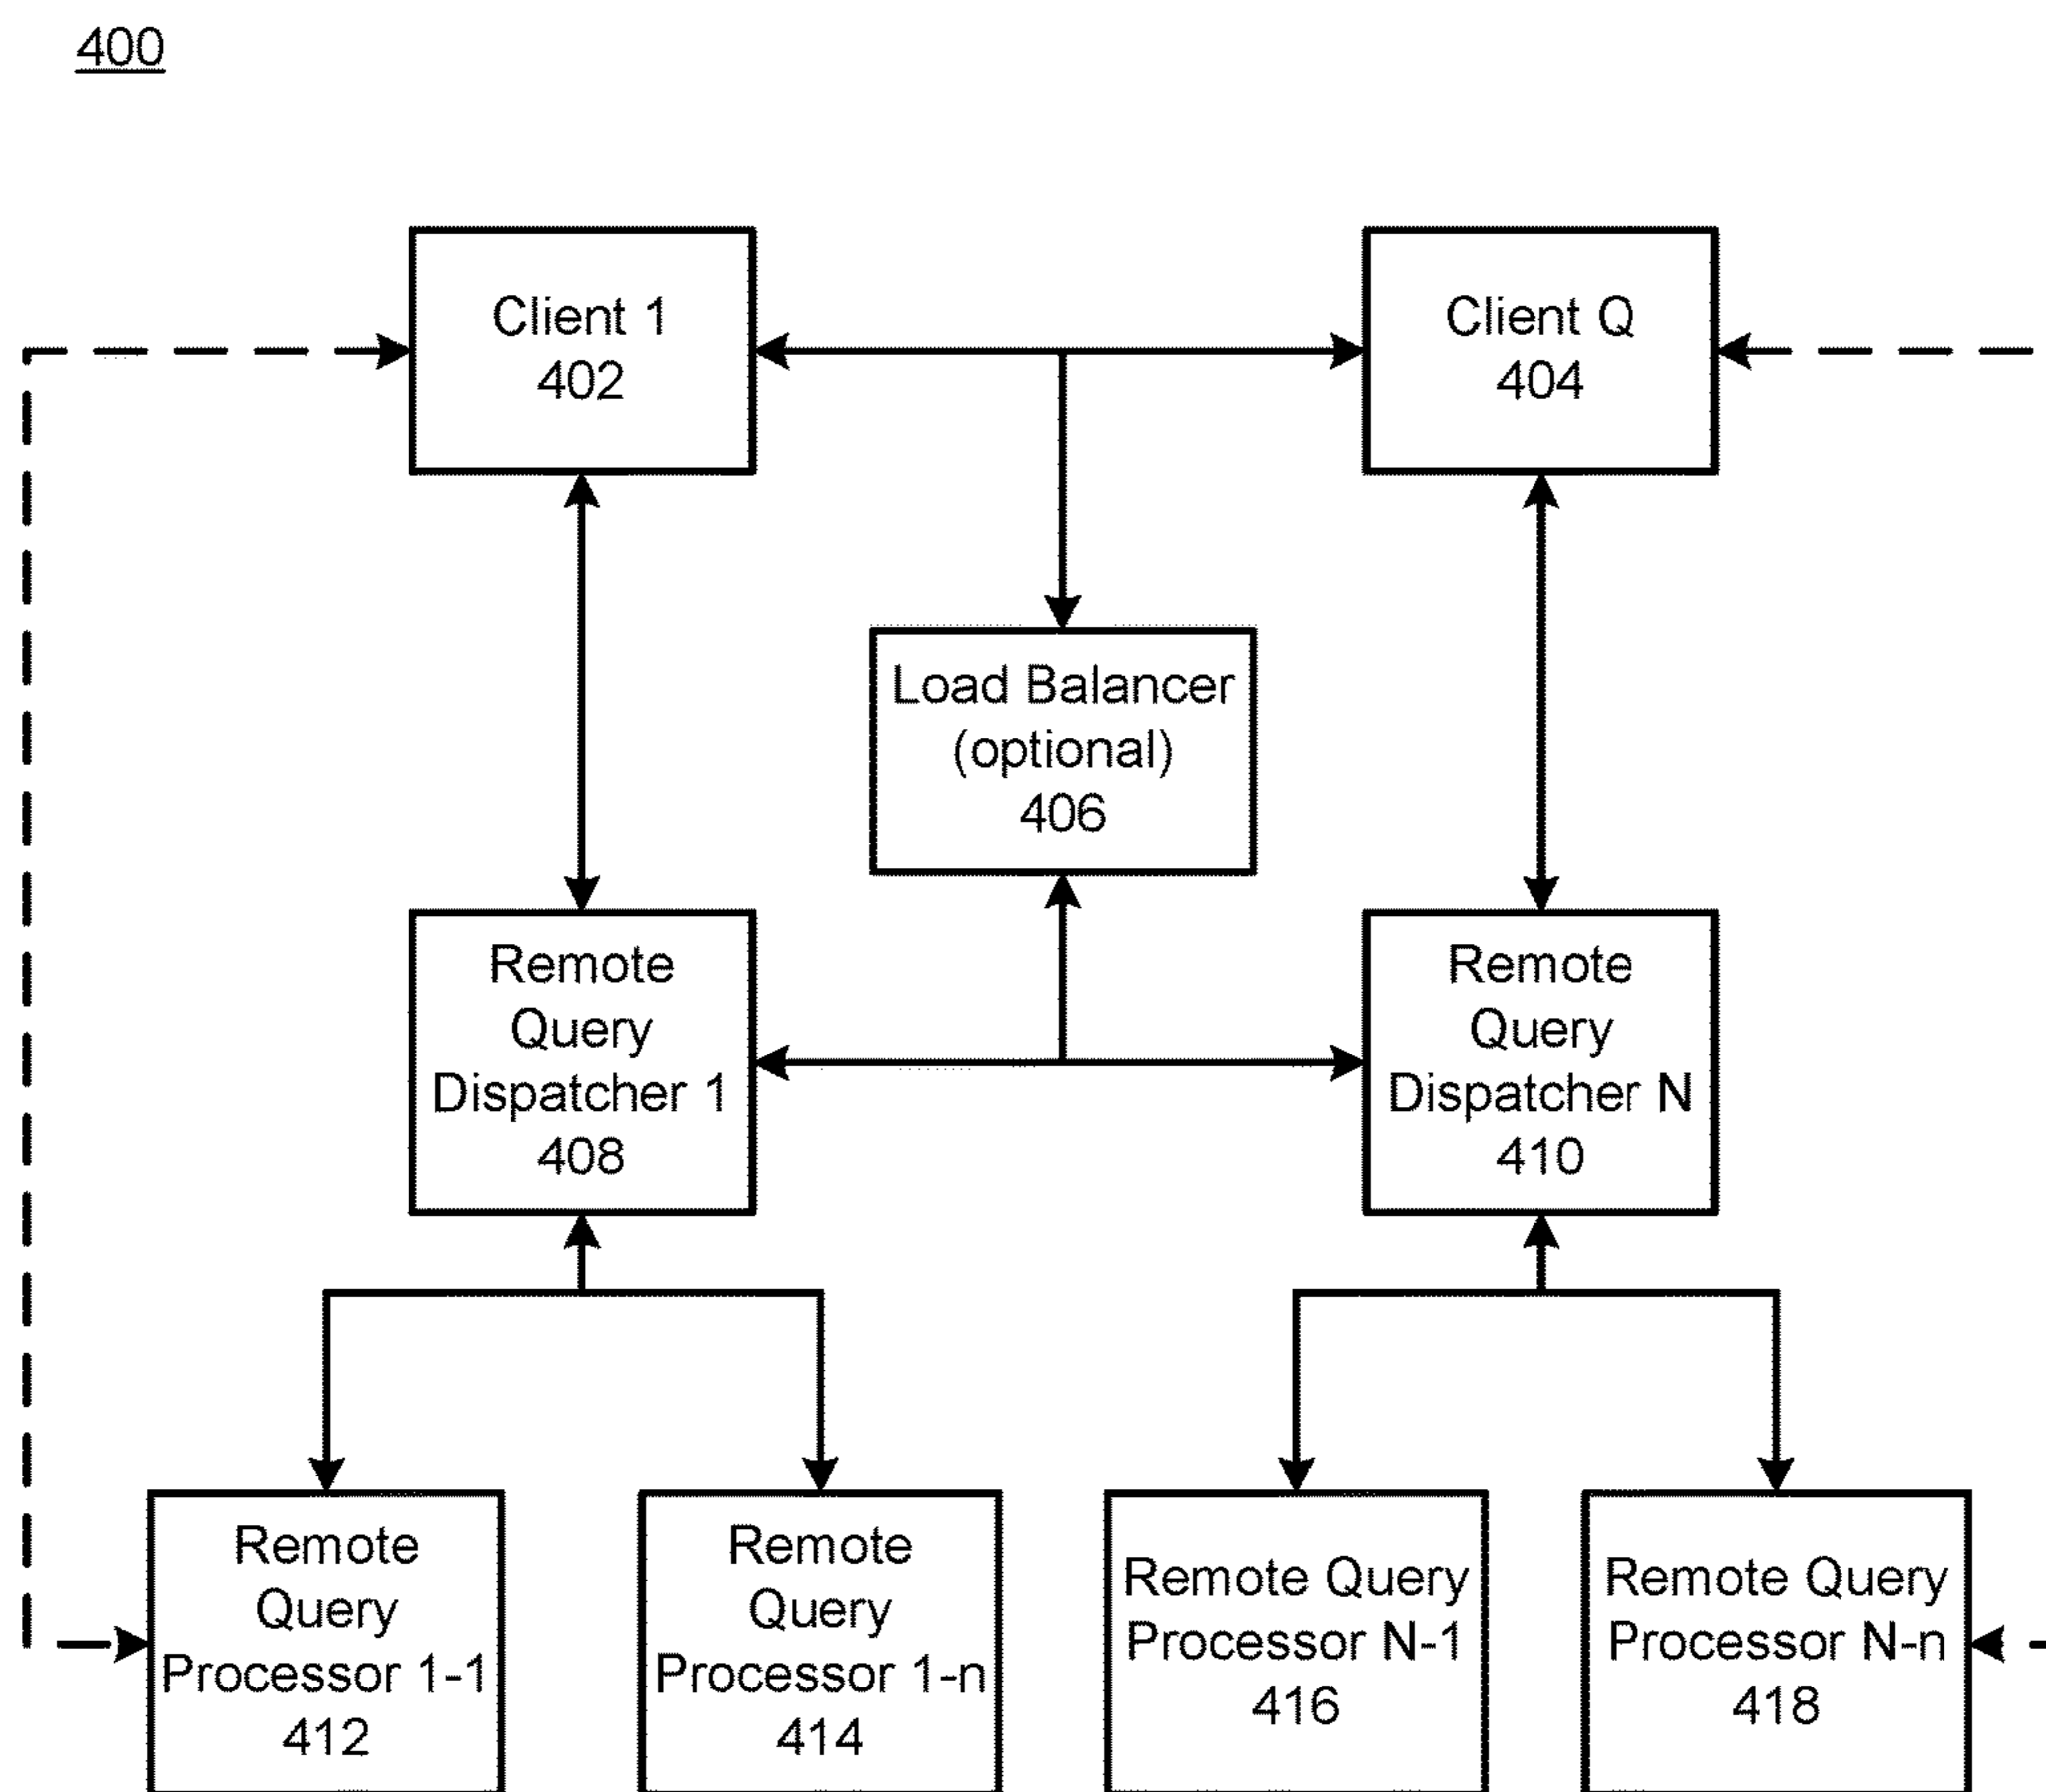 400
Client 1
402
Client Q
404
Load Balancer
(optional)
406
Remote
Query
Dispatcher 1
408
Remote
Query
Dispatcher N
410
Remote
Query
Processor 1-1
412
Remote
Query
Processor 1-n
414
Remote Query
Processor N-1
416
Remote Query
Processor N-n
418